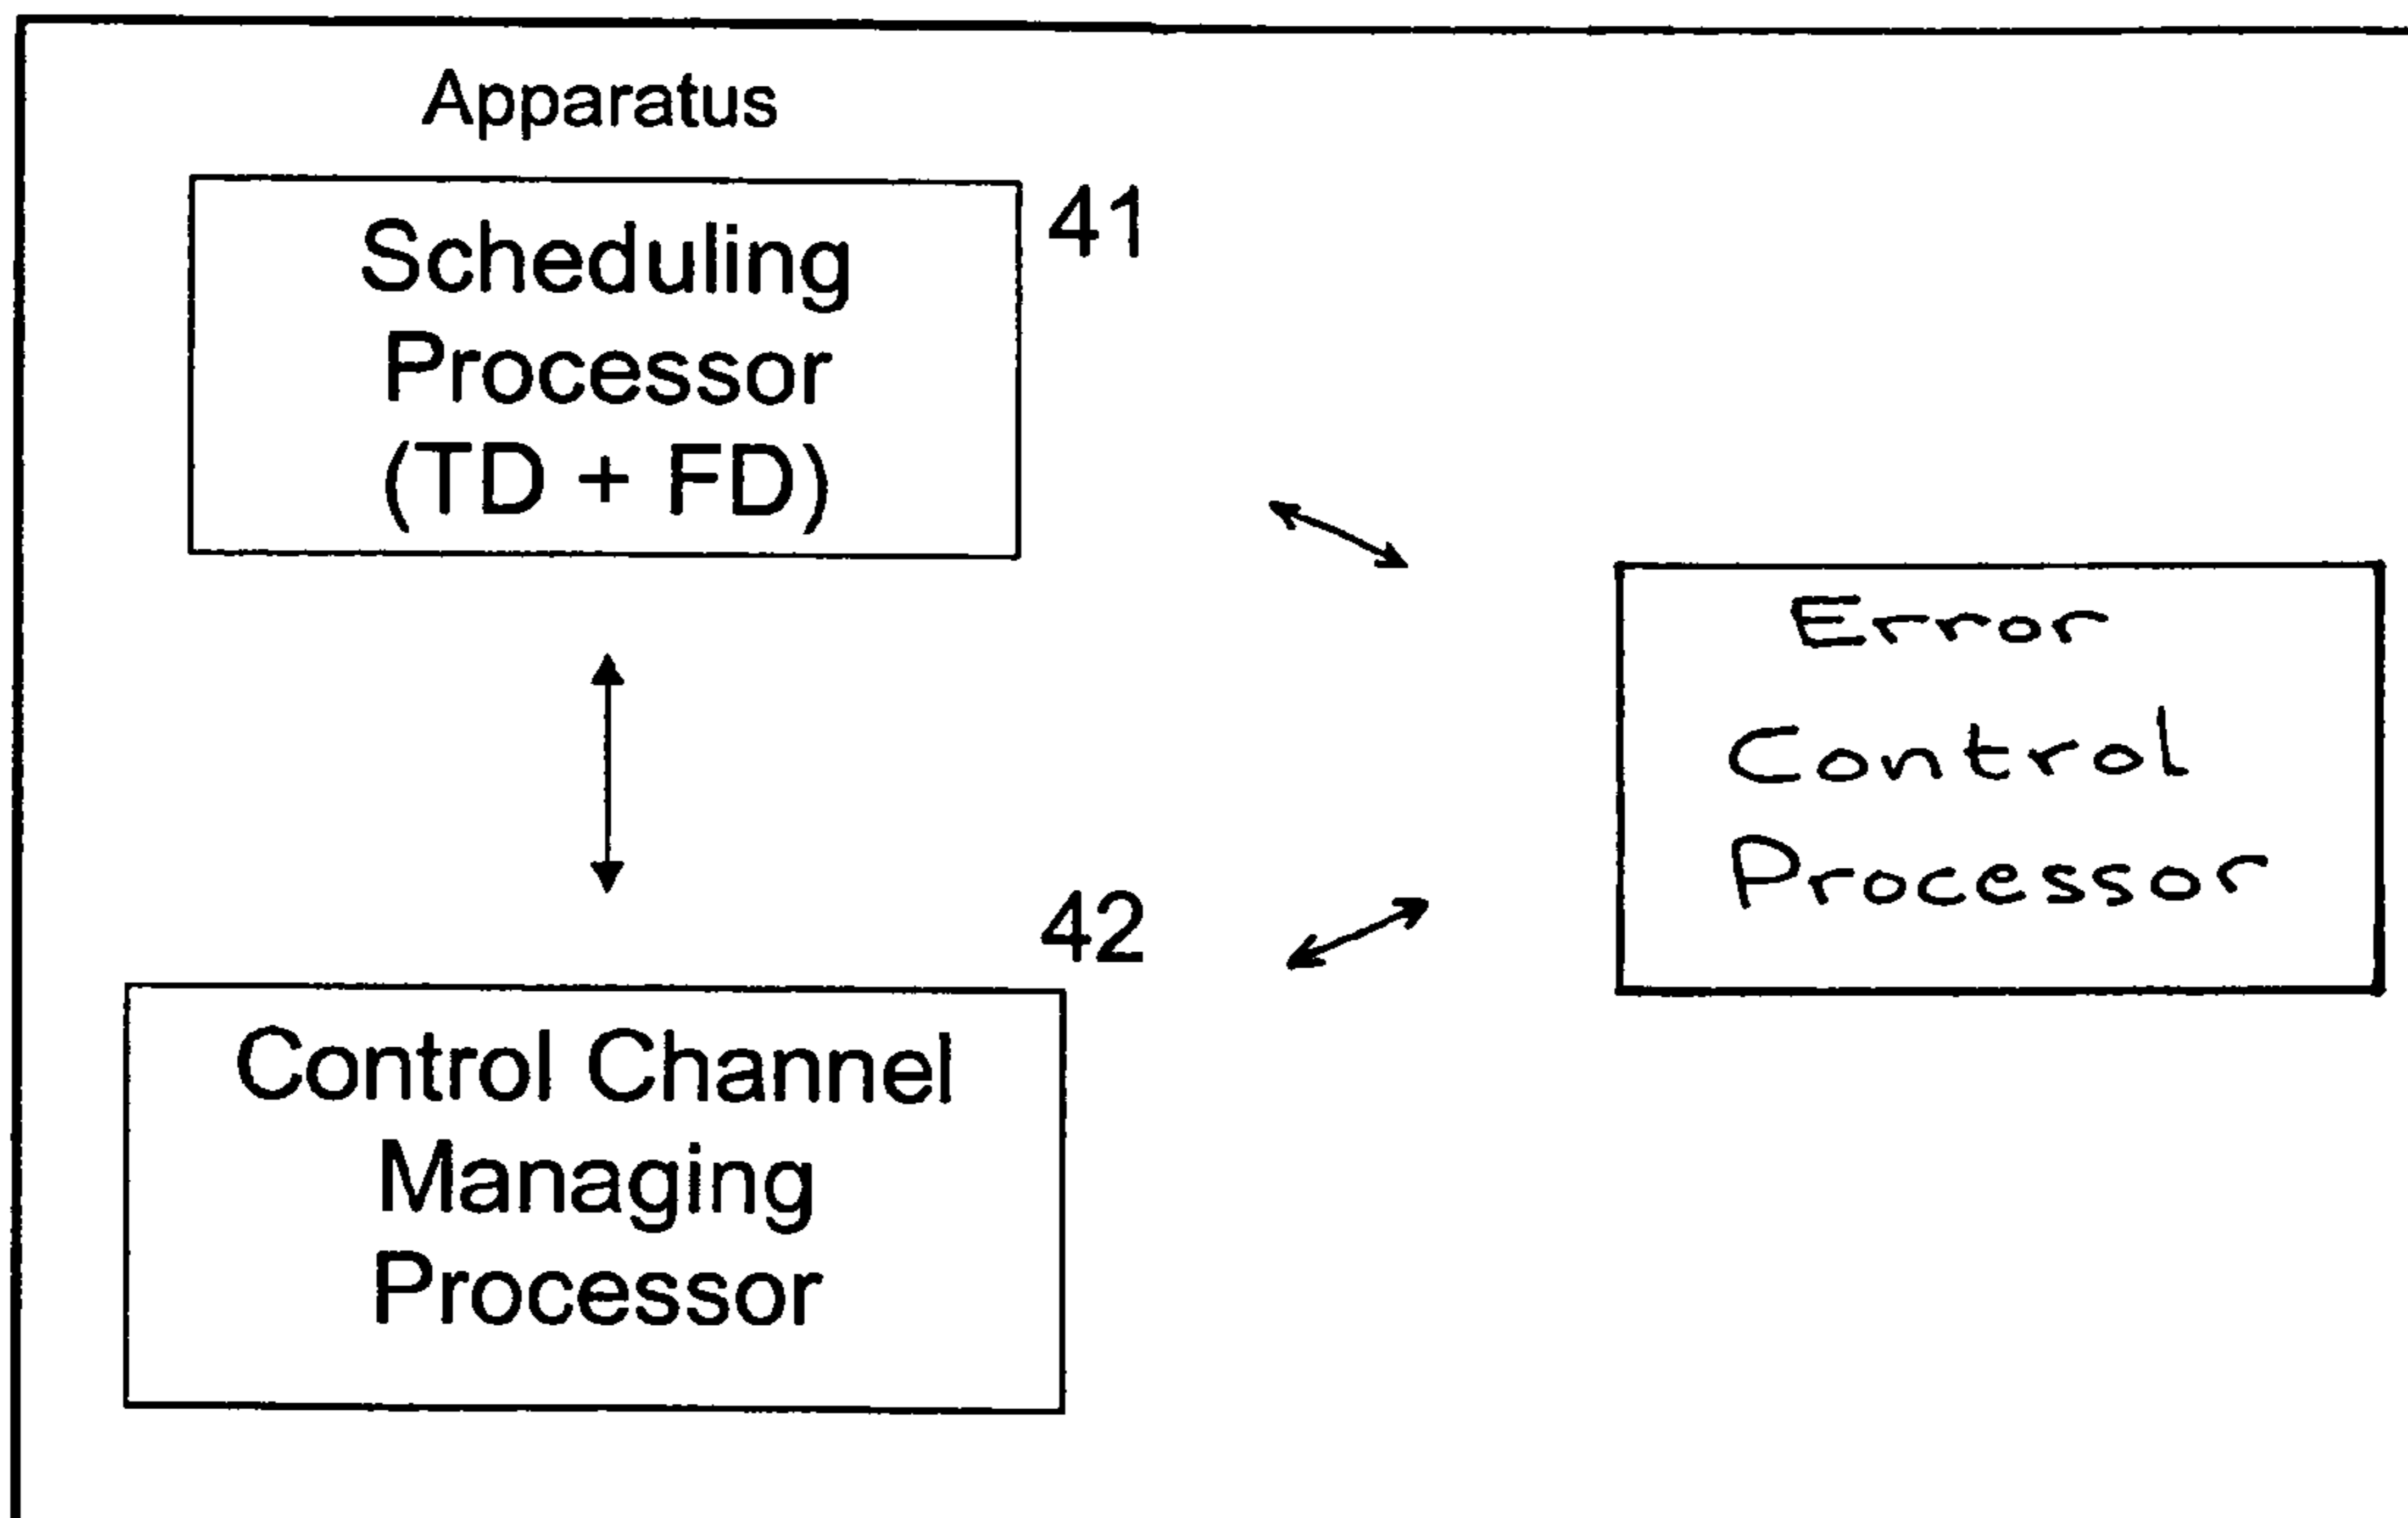 Apparatus
41
Scheduling
Processor
(TD + FD)
Error
Control
Processor
42
Control Channel
Managing
Processor